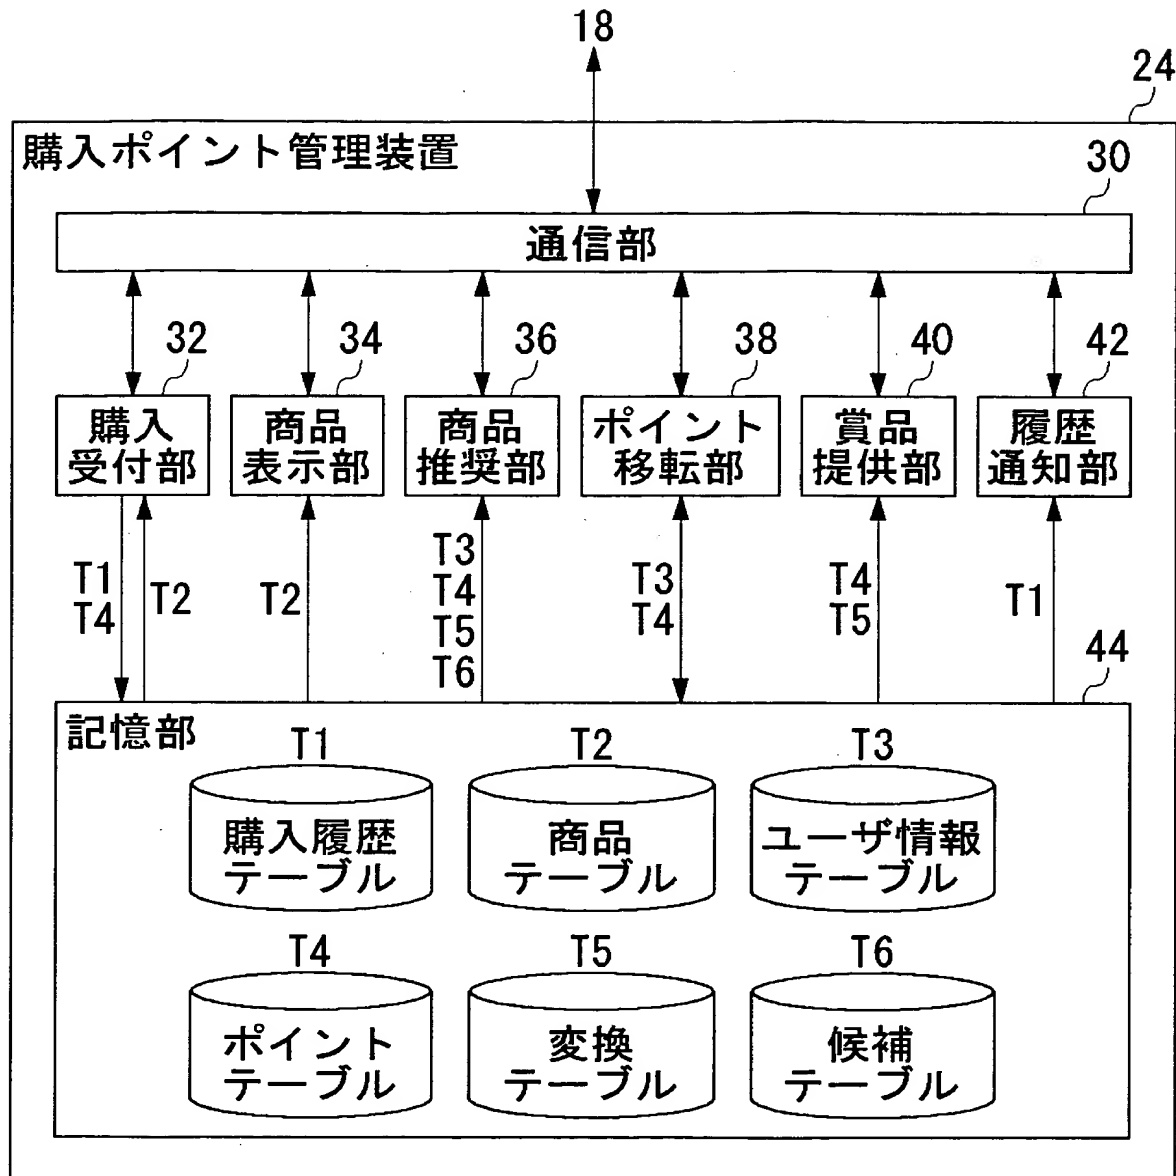 18
24
購入ポイント管理装置
30
通信部
32
34
36
38
40
42
購入
受付部
商品
表示部
商品
推奨部
ポイント
移転部
賞品
提供部
履歴
通知部
T1
T4
T2
T2
T3
T4
T5
T6
T3
T4
T4
T5
T1
44
記憶部
T1
T2
T3
購入履歴
テーブル
商品
テーブル
ユーザ情報
テーブル
T4
T5
T6
ポイント
テーブル
変換
テーブル
候補
テーブル